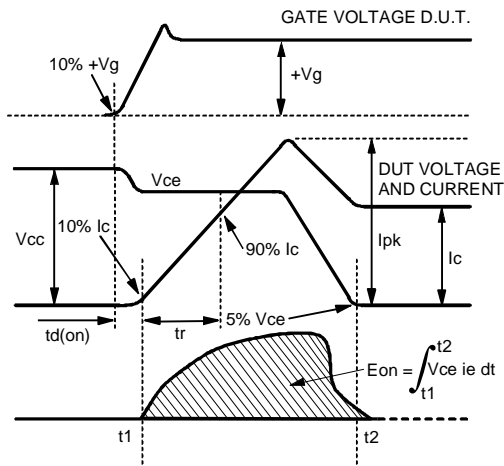 GATE VOLTAGE D.U.T.
10% +Vg
+Vg
DUT VOLTAGE
AND CURRENT
Vce
Vcc
10% Ic
90% Ic
Ipk
Ic
td(on)
tr
5% Vce
Eon = ∫ Vce ie dt
t2
t1
t1
t2